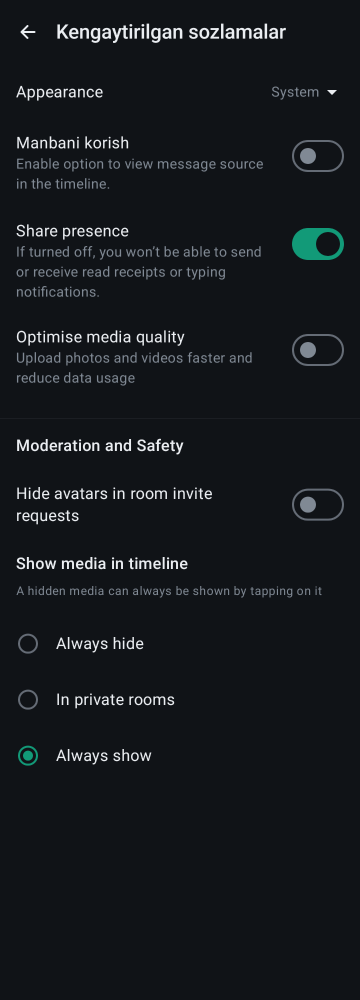 Kengaytirilgan sozlamalar
Appearance
System
Manbani korish
Enable option to view message source
in the timeline.
Share presence
If turned off, you won't be able to send
or receive read receipts or typing
notifications.
Optimise media quality
Upload photos and videos faster and
reduce data usage
Moderation and Safety
Hide avatars in room invite
requests
Show media in timeline
A hidden media can always be shown by tapping on it
Always hide
In private rooms
Always show